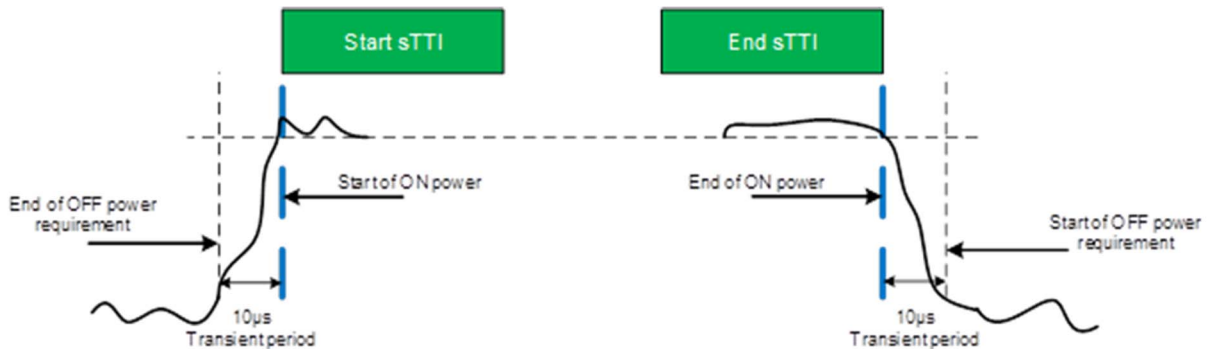 Start sTTI
End sTTI
Start of ON power
End of ON power
End of OFF power
requirement
Start of OFF power
requirement
10µs
Transient period
10µs
Transient period